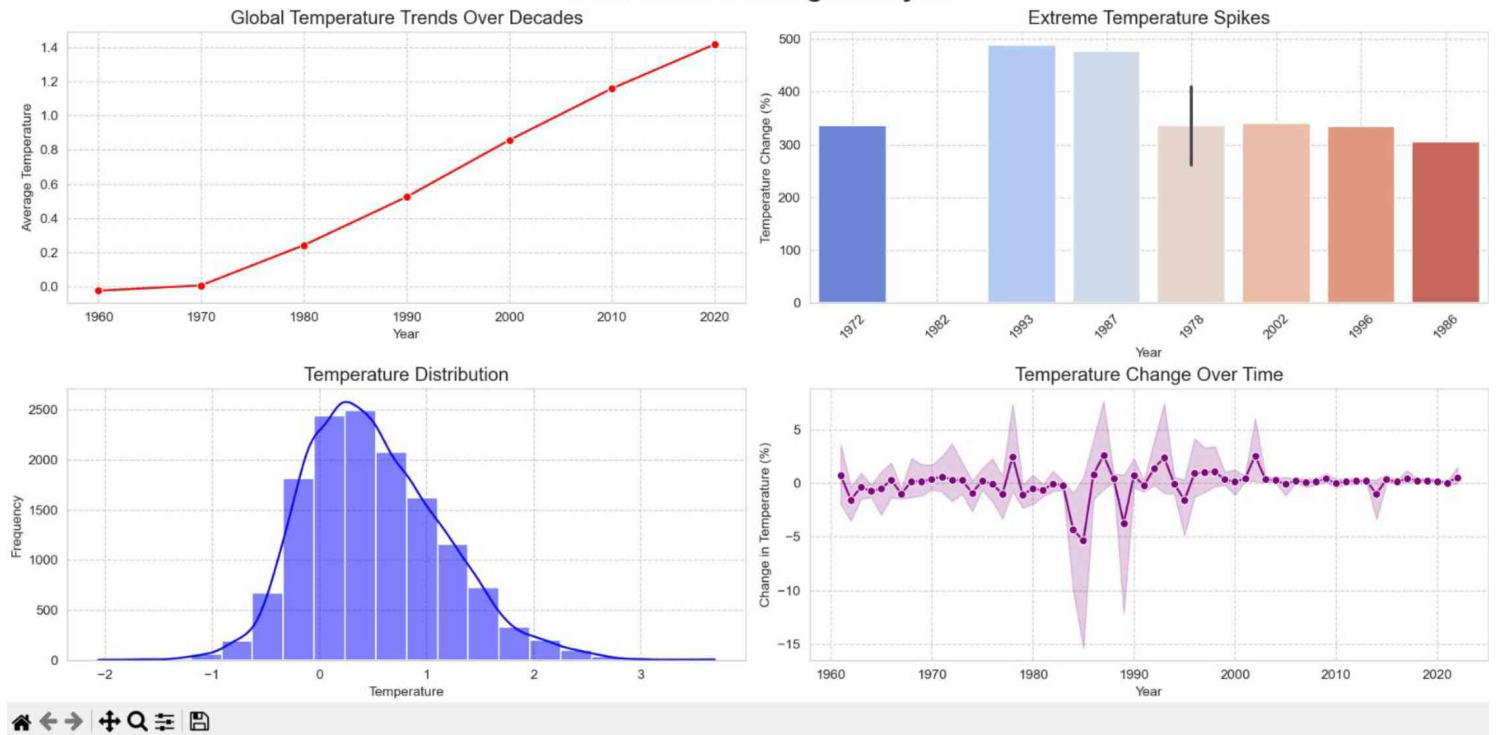 Global Temperature Trends Over Decades
1.4
1.2
1.0
0.8
0.6
0.4
0.2
0.0
Average Temperature
1960 1970 1980 1990 2000 2010 2020
Year
Extreme Temperature Spikes
500
400
300
200
100
0
Temperature Change (%)
1972 1982 1993 1987 1978 2002 1996 1986
Year
Temperature Distribution
2500
2000
1500
1000
500
0
Frequency
−2 −1 0 1 2 3
Temperature
Temperature Change Over Time
5
0
−5
−10
−15
Change in Temperature (%)
1960 1970 1980 1990 2000 2010 2020
Year